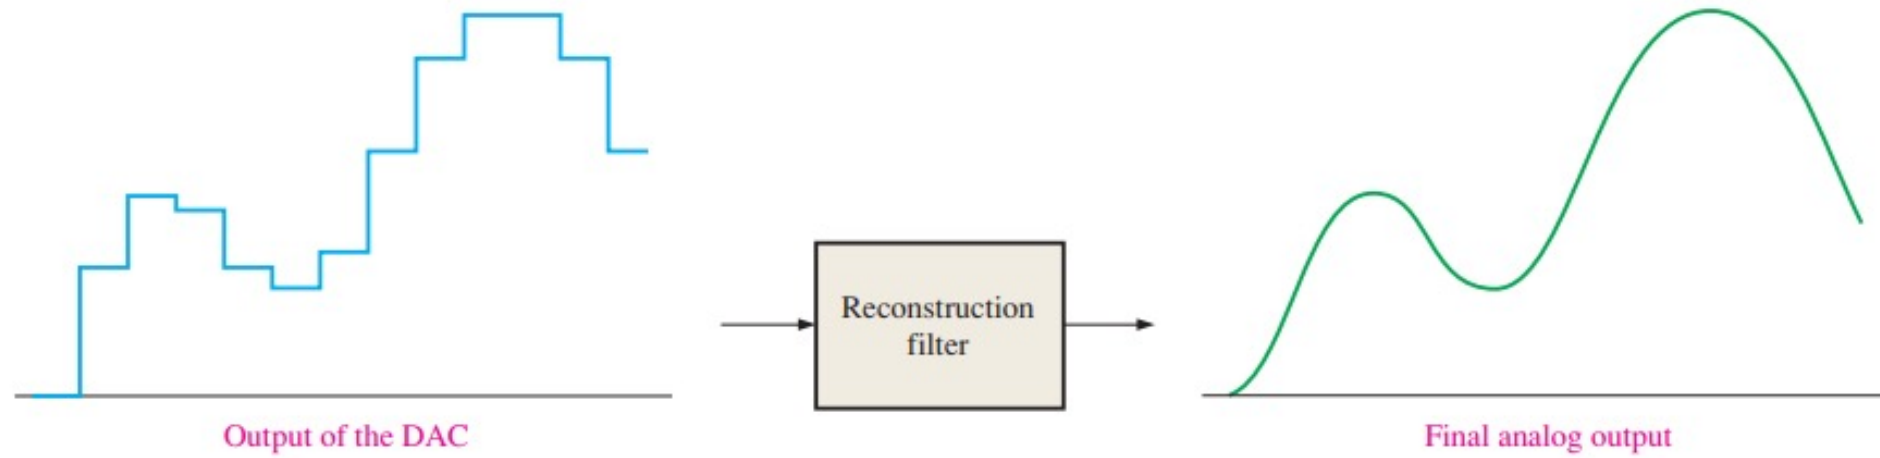 Reconstruction
filter
Output of the DAC
Final analog output